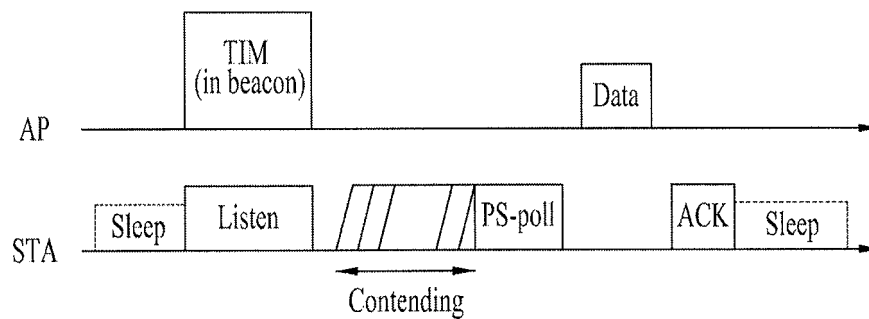 TIM
(in beacon)
Data
AP
Sleep
Listen
PS-poll
ACK
Sleep
STA
Contending